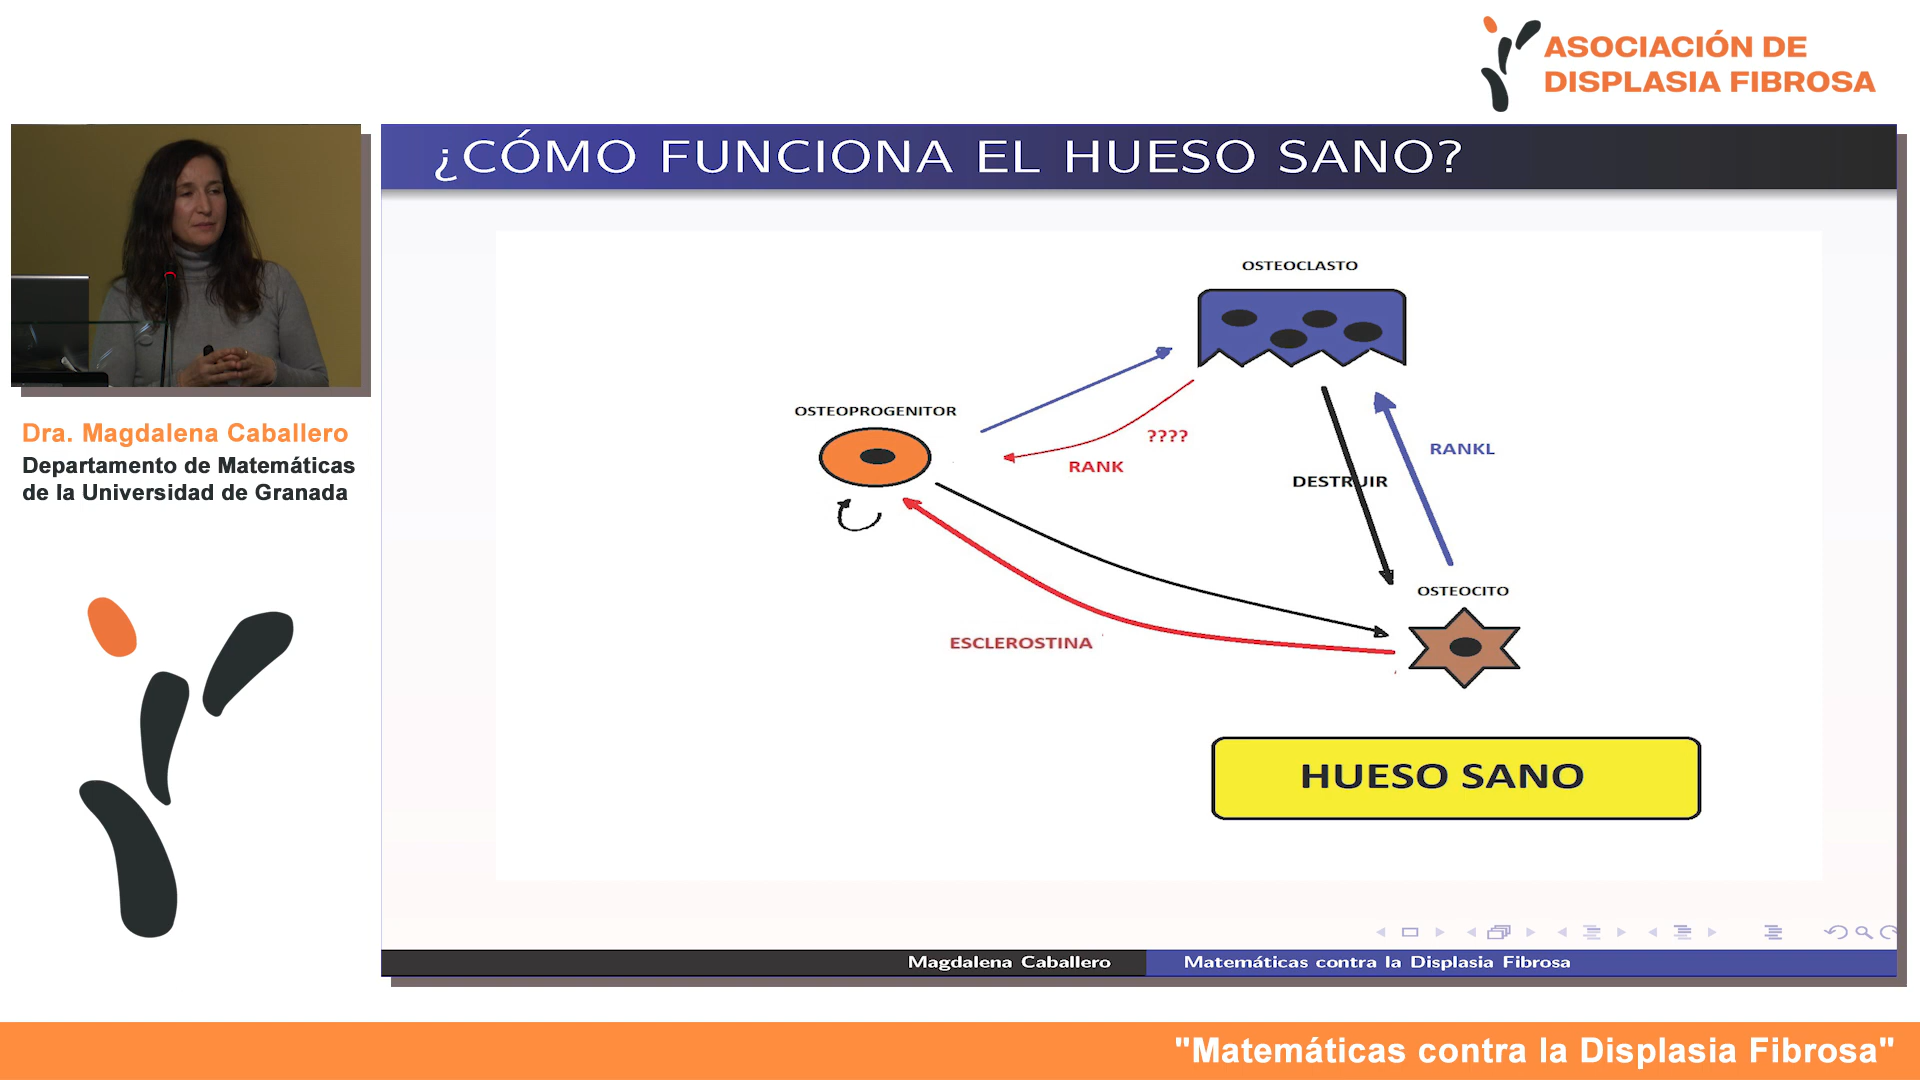 ASOCIACIÓN DE
DISPLASIA FIBROSA
¿CÓMO FUNCIONA EL HUESO SANO?
OSTEOCLASTO
OSTEOPROGENITOR
????
RANK
RANKL
DESTRUIR
OSTEOCITO
ESCLEROSTINA
HUESO SANO
Dra. Magdalena Caballero
Departamento de Matemáticas
de la Universidad de Granada
Magdalena Caballero
Matemáticas contra la Displasia Fibrosa
"Matemáticas contra la Displasia Fibrosa"